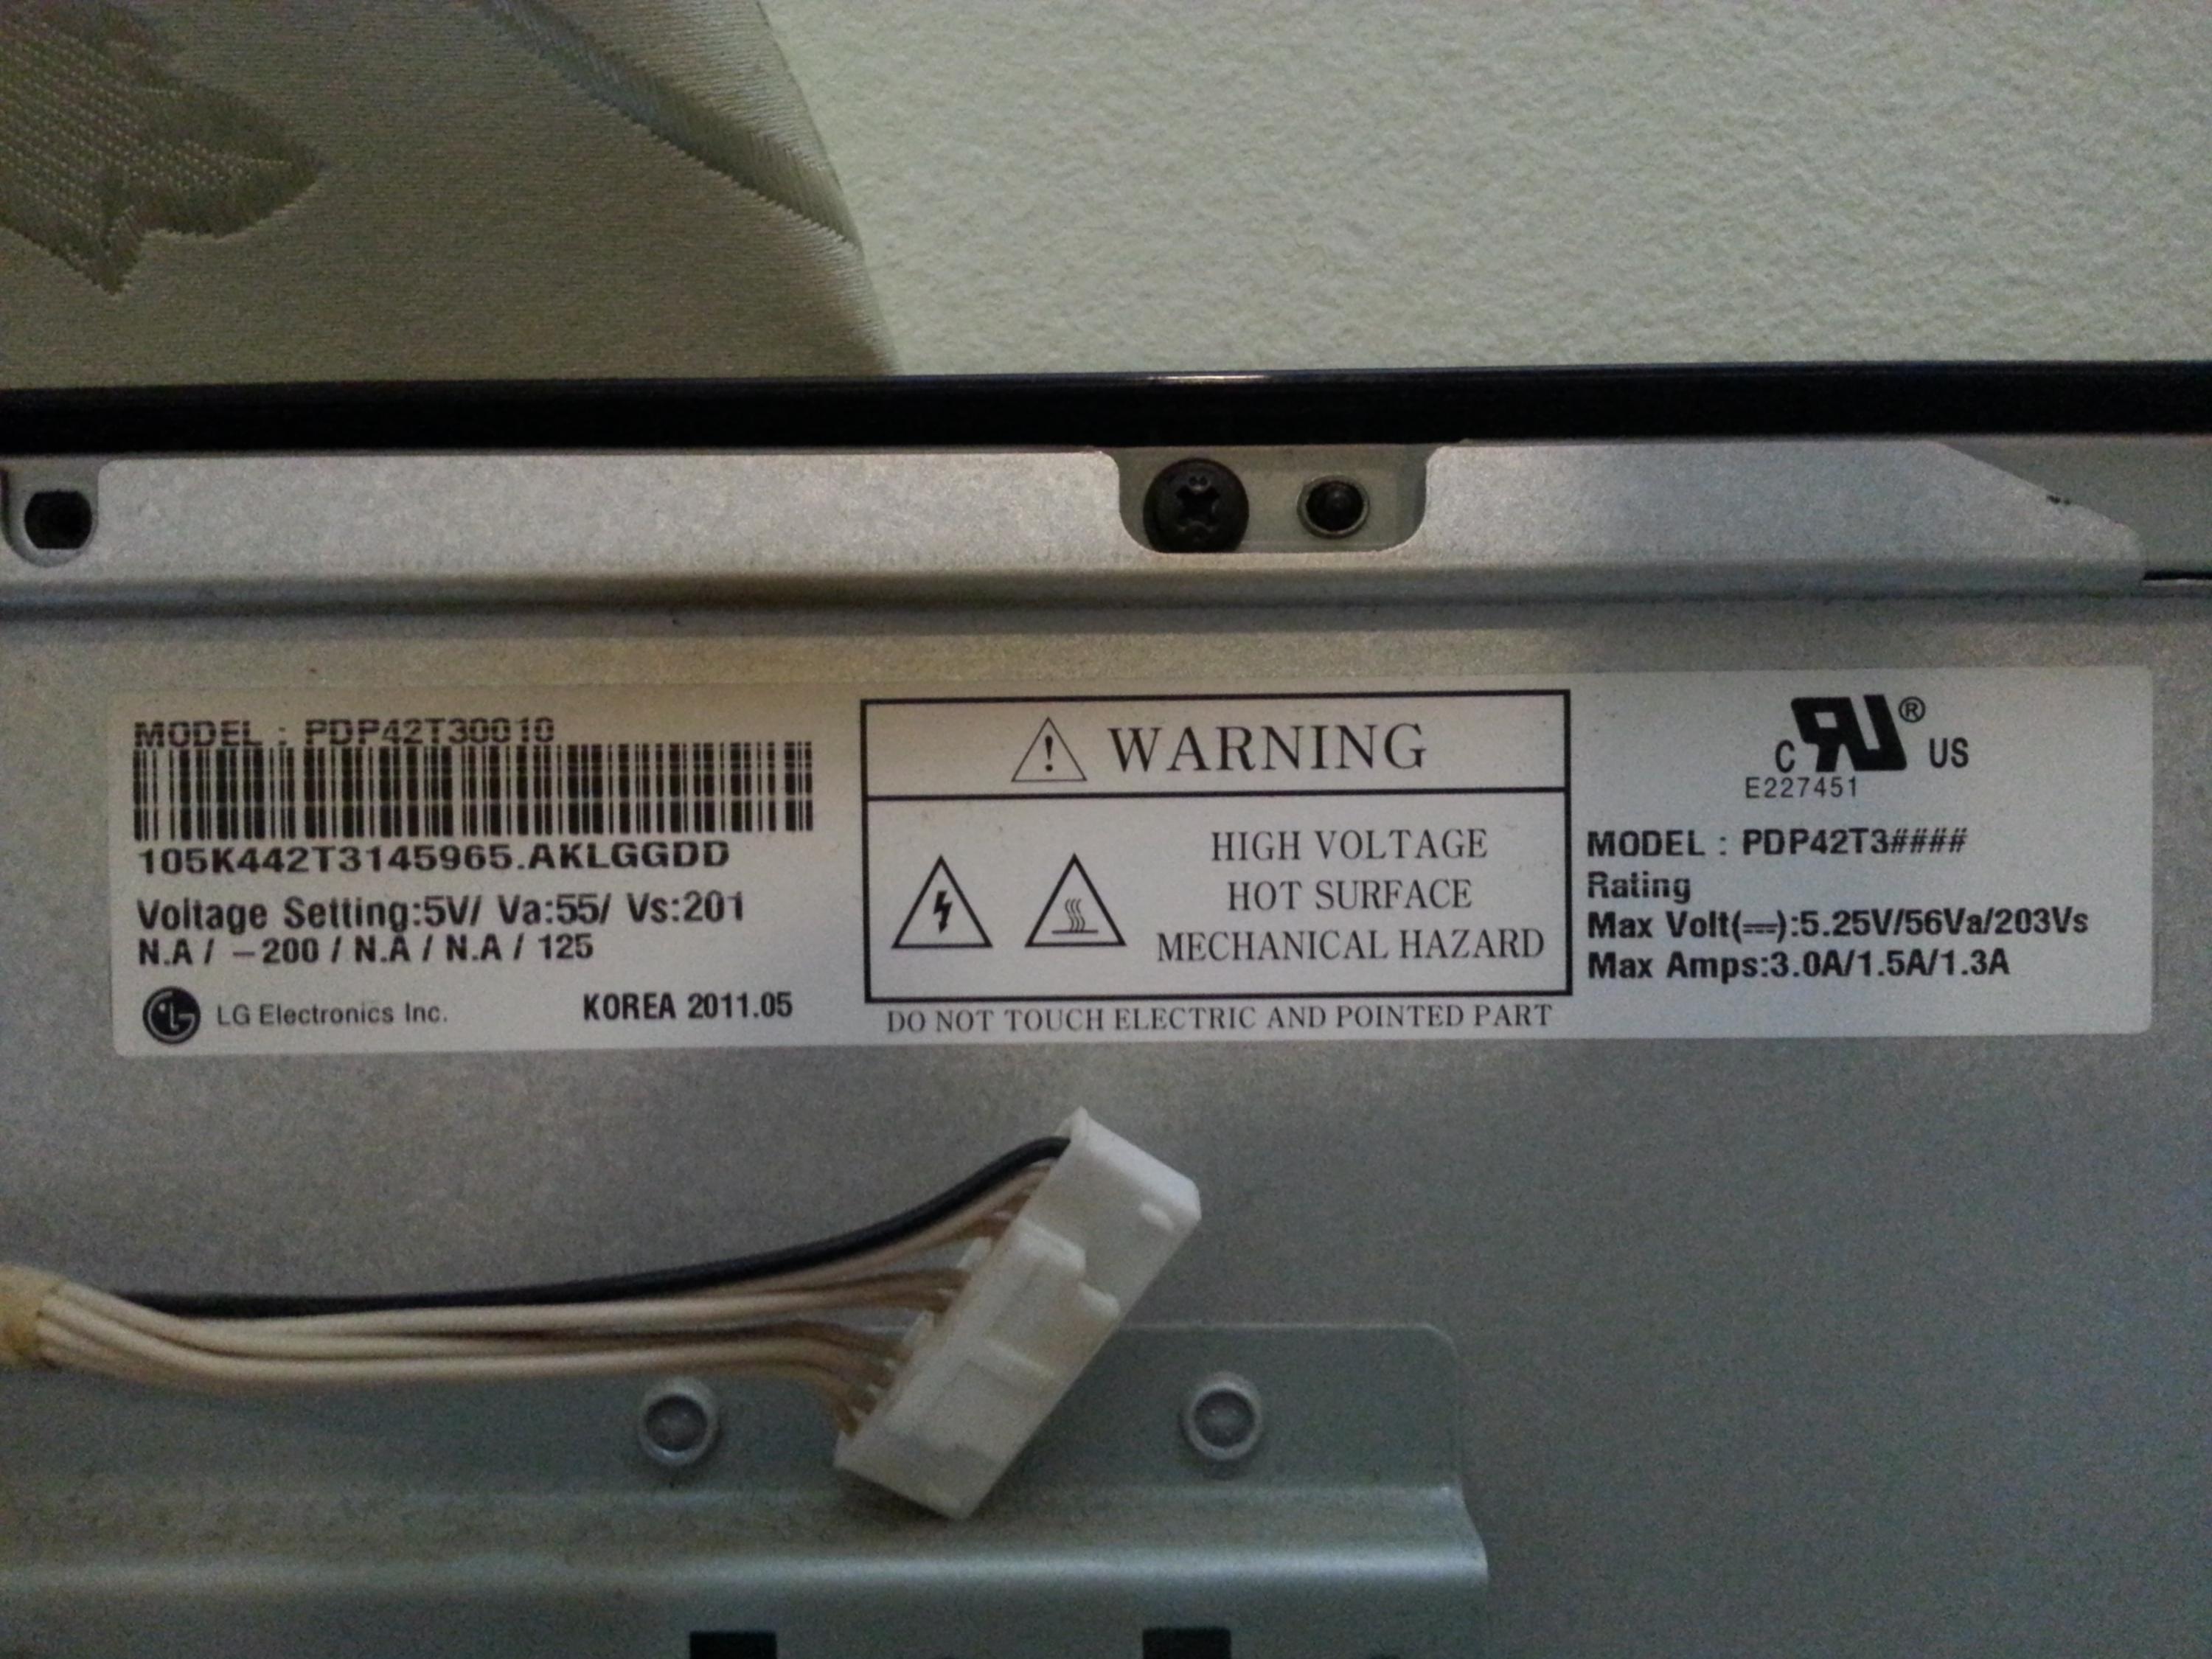 MODEL : PDP42T30010
105K442T3145965.AKLGGDD
Voltage Setting:5V/ Va:55/ Vs:201
N.A / -200 / N.A / N.A / 125
LG Electronics Inc. KOREA 2011.05
! WARNING
HIGH VOLTAGE
HOT SURFACE
MECHANICAL HAZARD
DO NOT TOUCH ELECTRIC AND POINTED PART
C RU® US
E227451
MODEL : PDP42T3####
Rating
Max Volt(⎓):5.25V/56Va/203Vs
Max Amps:3.0A/1.5A/1.3A